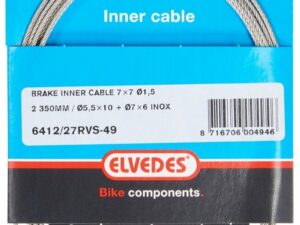 Inner cable
BRAKE INNER CABLE 7×7 Ø1,5
2 350MM / Ø5,5×10 + Ø7×6 INOX
6412/27RVS-49
8 716706 004946
ELVEDES®
Bike components.